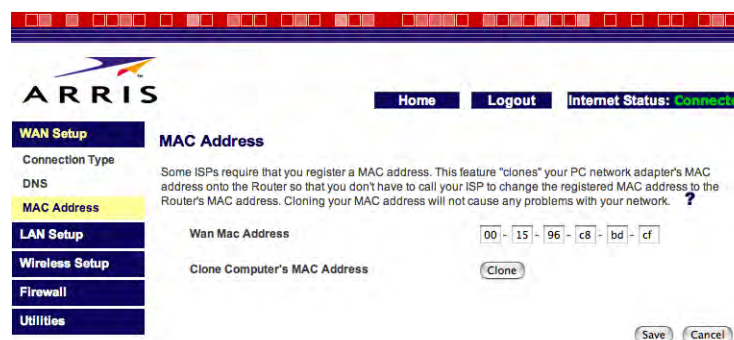 ARRIS
Home Logout Internet Status: Connecte
WAN Setup
Connection Type
DNS
MAC Address
LAN Setup
Wireless Setup
Firewall
Utilities
MAC Address
Some ISPs require that you register a MAC address. This feature "clones" your PC network adapter's MAC
address onto the Router so that you don't have to call your ISP to change the registered MAC address to the
Router's MAC address. Cloning your MAC address will not cause any problems with your network. ?
Wan Mac Address 00 - 15 - 96 - c8 - bd - cf
Clone Computer's MAC Address Clone
Save Cancel